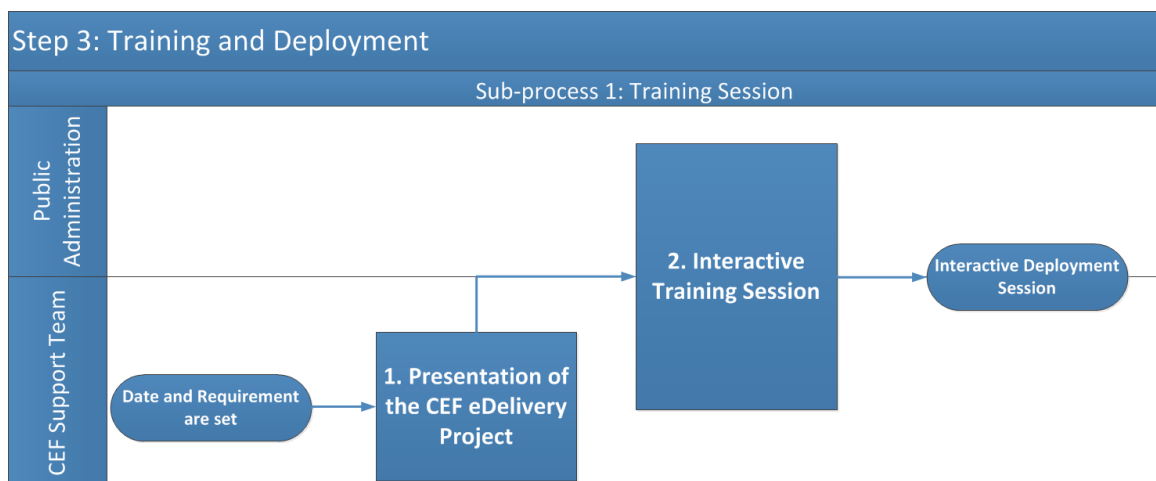 Step 3: Training and Deployment
Sub-process 1: Training Session
Public
Administration
CEF Support Team
Date and Requirement
are set
1. Presentation of
the CEF eDelivery
Project
2. Interactive
Training Session
Interactive Deployment
Session